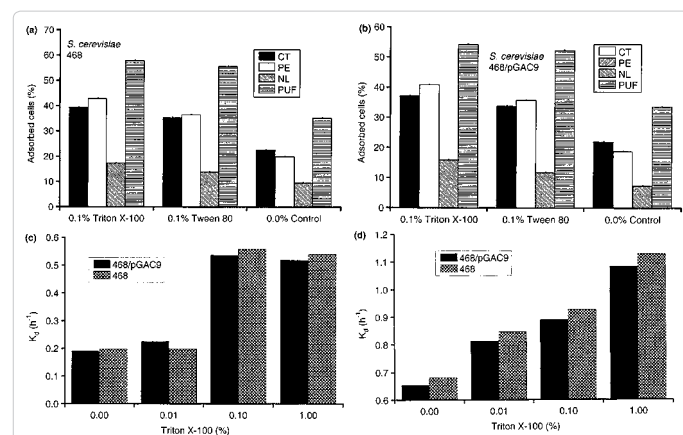 (a)
70
60
50
40
30
20
10
0
Adsorbed cells (%)
S. cerevisiae
468
CT
PE
NL
PUF
0.1% Triton X-100 0.1% Tween 80 0.0% Control
(b)
60
50
40
30
20
10
0
Adsorbed cells (%)
S. cerevisiae
468/pGAC9
CT
PE
NL
PUF
0.1% Triton X-100 0.1% Tween 80 0.0% Control
(c)
0.6
0.5
0.4
0.3
0.2
0.1
0.0
Kd (h-1)
468/pGAC9
468
0.00 0.01 0.10 1.00
Triton X-100 (%)
(d)
1.2
1.1
1.0
0.9
0.8
0.7
0.6
Kd (h-1)
468/pGAC9
468
0.00 0.01 0.10 1.00
Triton X-100 (%)